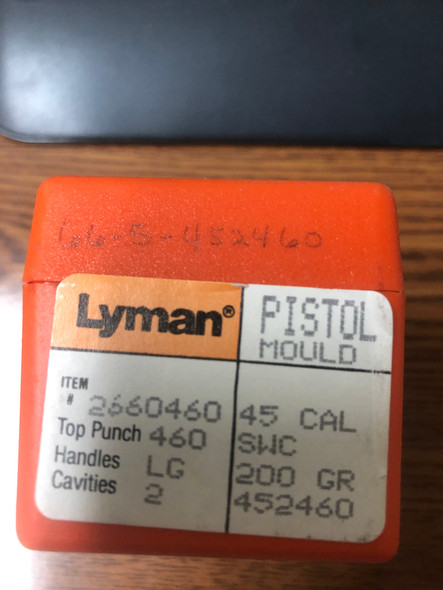 66-5-452460
Lyman®
PISTOL
MOULD
ITEM
# 2660460
Top Punch 460
Handles LG
Cavities 2
45 CAL
SWC
200 GR
452460